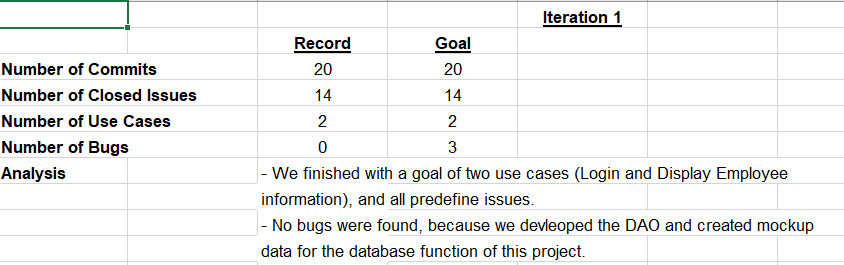 Iteration 1
Record Goal
Number of Commits 20 20
Number of Closed Issues 14 14
Number of Use Cases 2 2
Number of Bugs 0 3
Analysis - We finished with a goal of two use cases (Login and Display Employee
information), and all predefine issues.
- No bugs were found, because we devleoped the DAO and created mockup
data for the database function of this project.